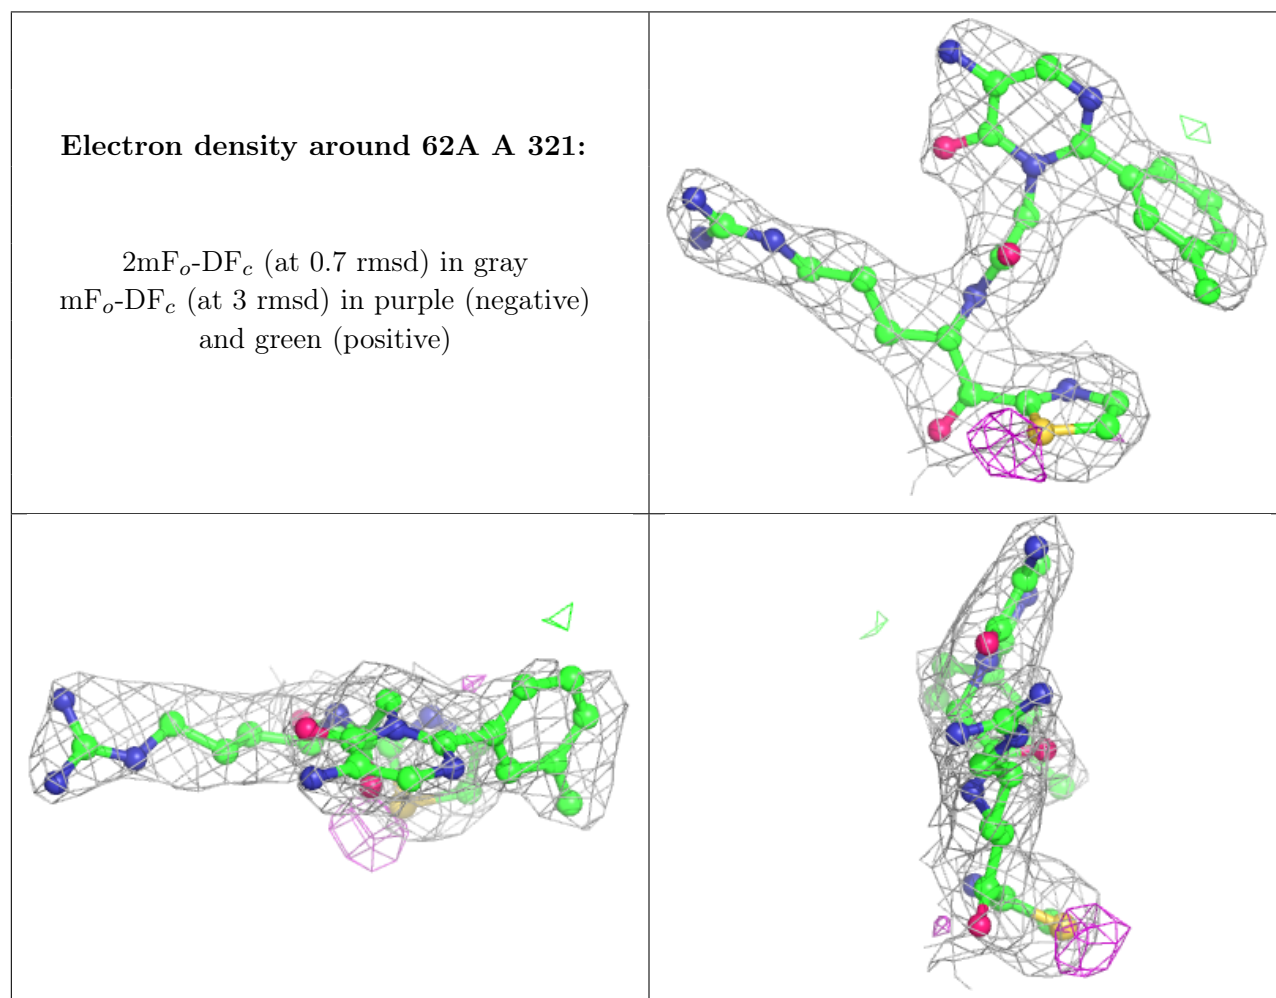 Electron density around 62A A 321:
2mFo-DFc (at 0.7 rmsd) in gray
mFo-DFc (at 3 rmsd) in purple (negative)
and green (positive)